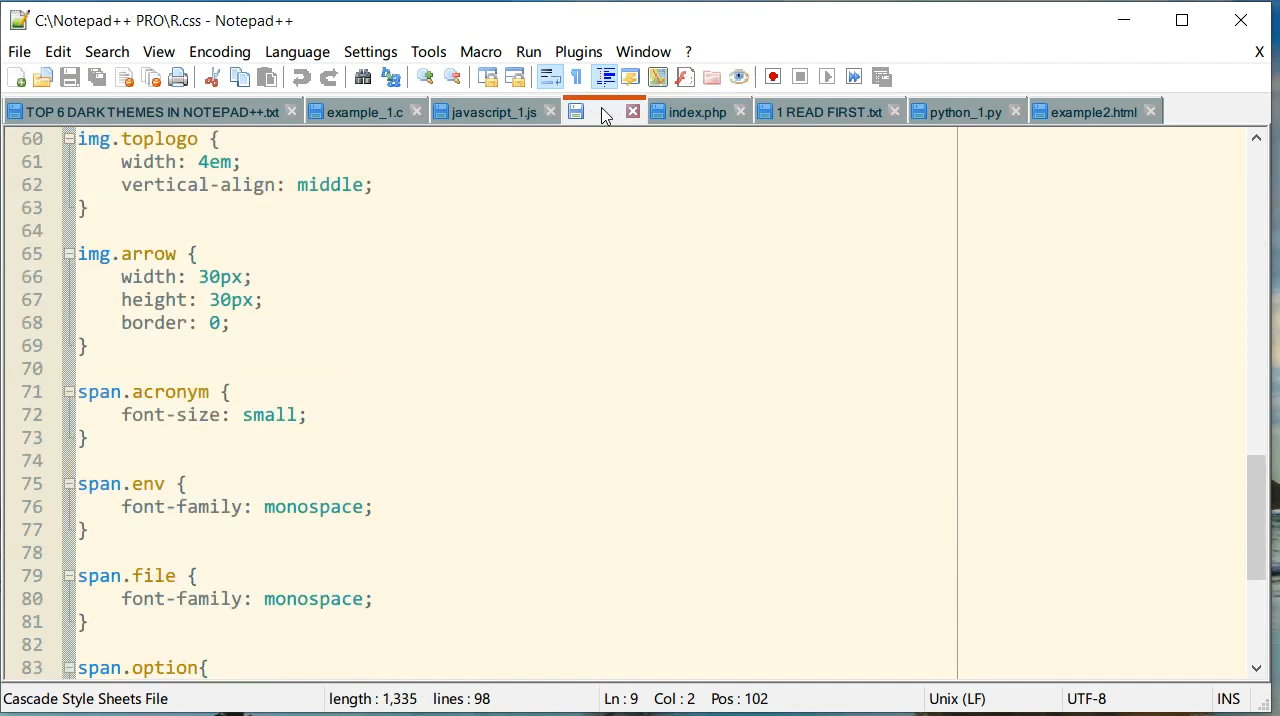 C:\Notepad++ PRO\R.css - Notepad++
File Edit Search View Encoding Language Settings Tools Macro Run Plugins Window ? X
TOP 6 DARK THEMES IN NOTEPAD++.txt example_1.c javascript_1.js index.php 1 READ FIRST.txt python_1.py example2.html
60 img.toplogo {
61 width: 4em;
62 vertical-align: middle;
63 }
64
65 img.arrow {
66 width: 30px;
67 height: 30px;
68 border: 0;
69 }
70
71 span.acronym {
72 font-size: small;
73 }
74
75 span.env {
76 font-family: monospace;
77 }
78
79 span.file {
80 font-family: monospace;
81 }
82
83 span.option{
Cascade Style Sheets File length : 1,335 lines : 98 Ln : 9 Col : 2 Pos : 102 Unix (LF) UTF-8 INS